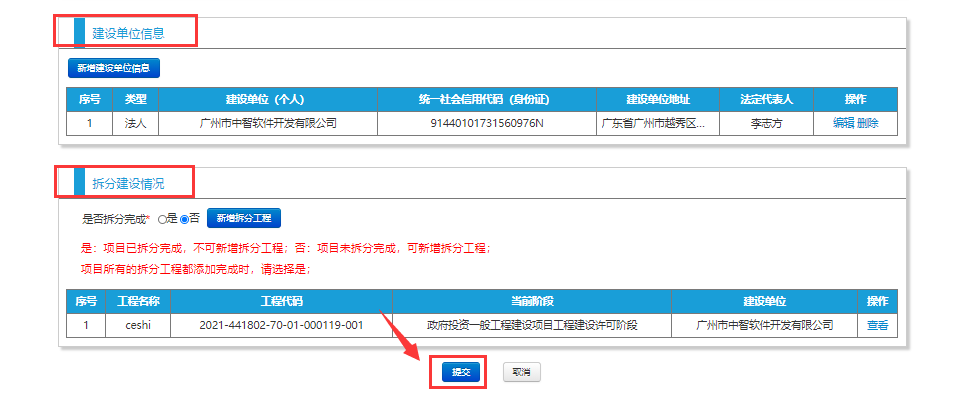 建设单位信息
新增建设单位信息
序号 类型 建设单位（个人） 统一社会信用代码（身份证） 建设单位地址 法定代表人 操作
1 法人 广州市中智软件开发有限公司 91440101731560976N 广东省广州市越秀区... 李志方 编辑 删除
拆分建设情况
是否拆分完成* 是 否 新增拆分工程
是：项目已拆分完成，不可新增拆分工程；否：项目未拆分完成，可新增拆分工程；
项目所有的拆分工程都添加完成时，请选择是；
序号 工程名称 工程代码 当前阶段 建设单位 操作
1 ceshi 2021-441802-70-01-000119-001 政府投资一般工程建设项目工程建设许可阶段 广州市中智软件开发有限公司 查看
提交 取消